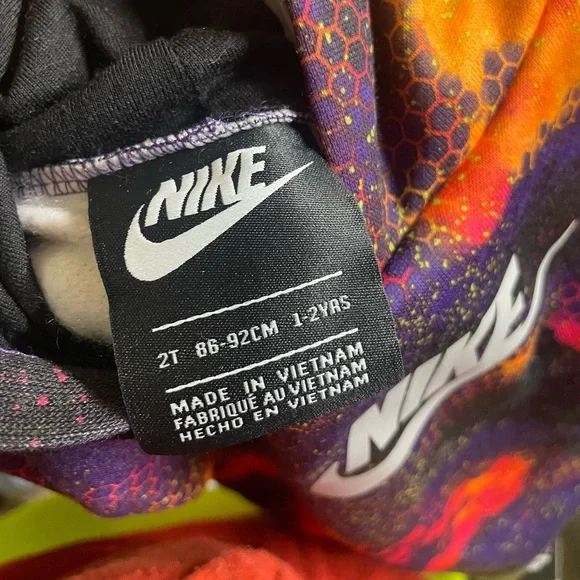 NIKE
2T 86-92CM 1-2YRS
MADE IN VIETNAM
FABRIQUÉ AU VIETNAM
HECHO EN VIETNAM
NIKE